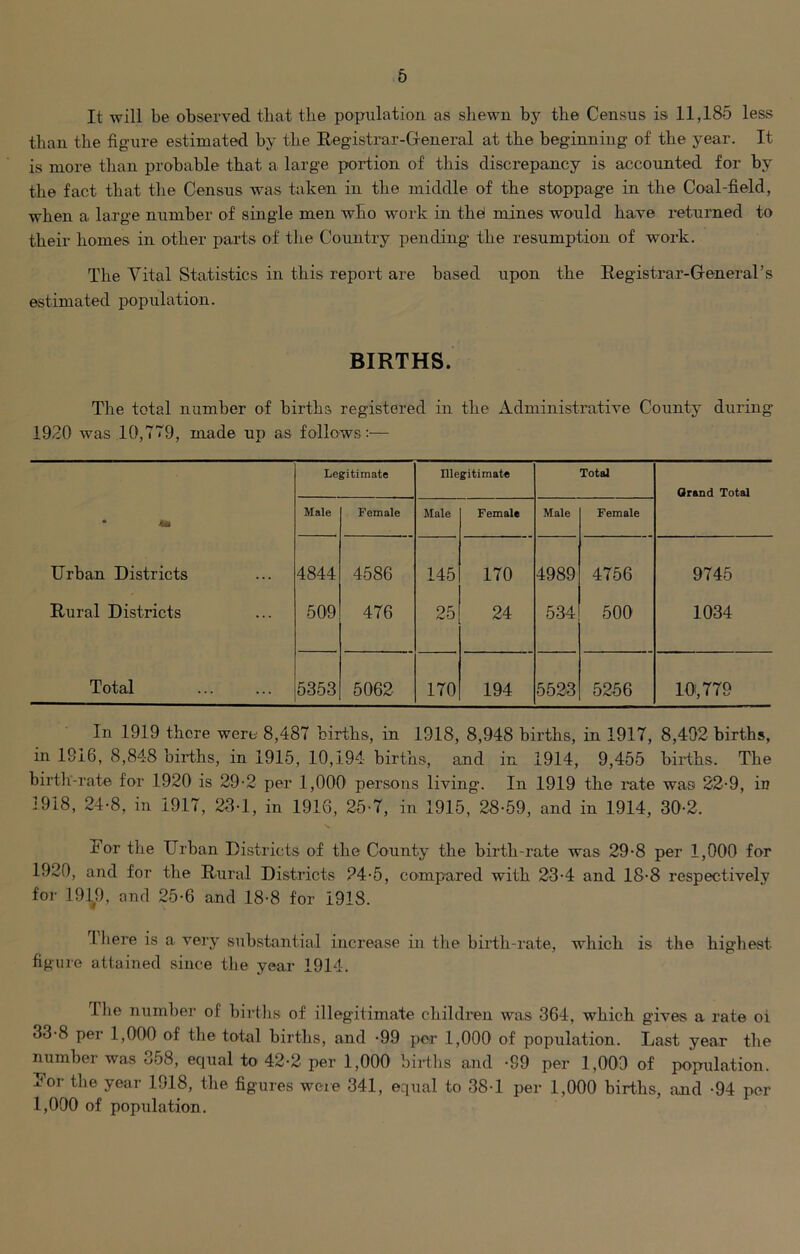 5
It will be observed that the population as shewn by the Census is 11,185 less
than the figure estimated by the Registrar-General at the beginning of the year. It
is more than probable that a large portion of this discrepancy is accounted for by
the fact that the Census was taken in the middle of the stoppage in the Coal-field,
when a large number of single men who work in the mines would have returned to
their homes in other parts of the Country pending the resumption of work.
The Vital Statistics in this report are based upon the Registrar-General's
estimated population.
BIRTHS.
The total number of births registered in the Administrative County during
1920 was 10,779, made up as follows:—
Legitimate Illegitimate Total Grand Total
Male Female Male Female Male Female
Urban Districts ... 4844 4586 145 170 4989 4756 9745
Rural Districts ... 509 476 25 24 534 500 1034
Total ... ... 5353 5062 170 194 5523 5256 10,779
In 1919 there were 8,487 births, in 1918, 8,948 births, in 1917, 8,492 births,
in 1916, 8,848 births, in 1915, 10,194 births, and in 1914, 9,455 births. The
birth-rate for 1920 is 29·2 per 1,000 persons living. In 1919 the rate was 22·9, in
1918, 24·8, in 1917, 23·1, in 1916, 25·7, in 1915, 28·59, and in 1914, 30·2.
For the Urban Districts of the County the birth-rate was 29·8 per 1,000 for
1920, and for the Rural Districts 24·5, compared with 23·4 and 18·8 respectively
for 1919, and 25·6 and 18·8 for 1918.
There is a very substantial increase in the birth-rate, which is the highest
figure attained since the year 1914.
The number of births of illegitimate children was 364, which gives a rate of
33·8 per 1,000 of the total births, and ·99 per 1,000 of population. Last year the
number was 358, equal to 42·2 per 1,000 births and ·99 per 1,000 of population.
For the year 1918, the figures were 341, equal to 38·1 per 1,000 births, and ·94 per
1,000 of population.